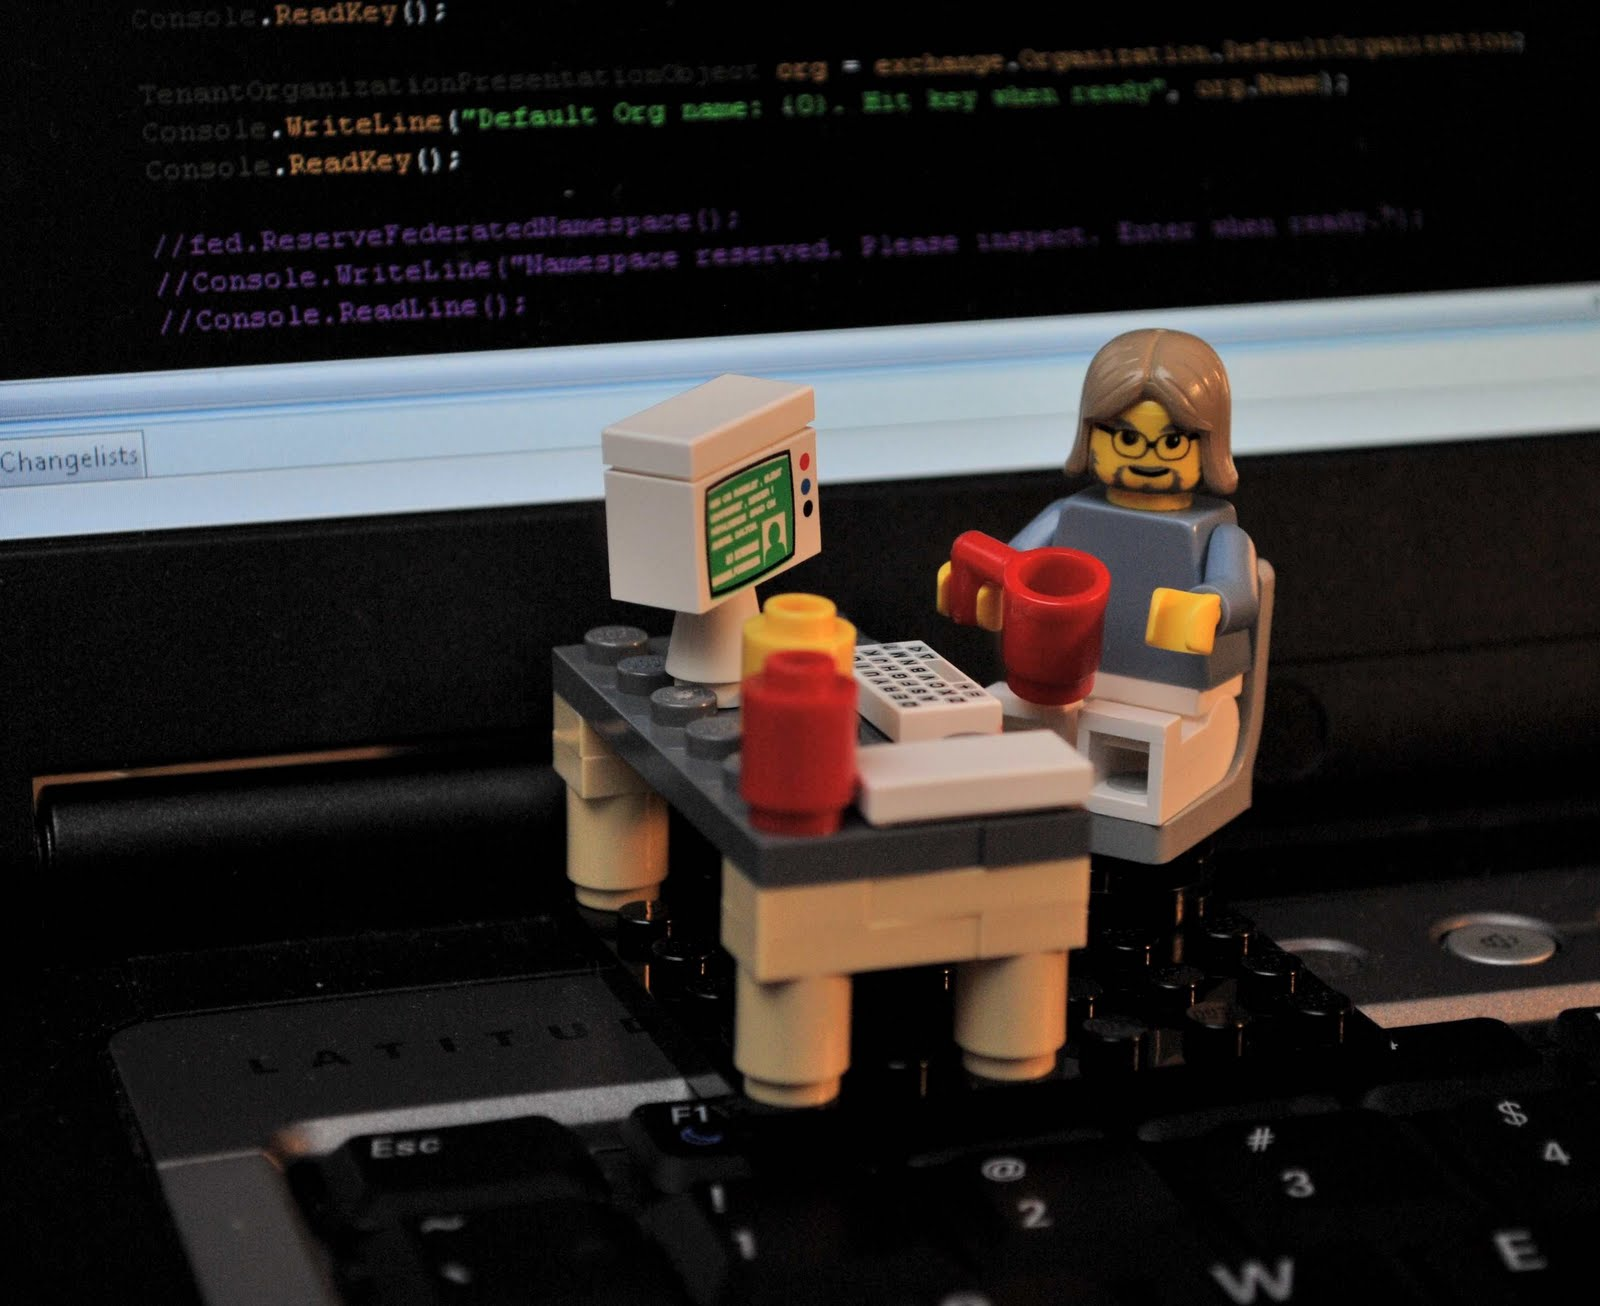 Console.ReadKey();
TenantOrganizationPresentationObject org = exchange.Organization.DefaultOrganization;
Console.WriteLine("Default Org name: {0}. Hit key when ready", org.Name);
Console.ReadKey();
//fed.ReserveFederatedNamespace();
//Console.WriteLine("Namespace reserved. Please inspect. Enter when ready.");
//Console.ReadLine();
Changelists
LATITU
Esc
F1
~
!
1
@
2
#
3
$
4
W
E